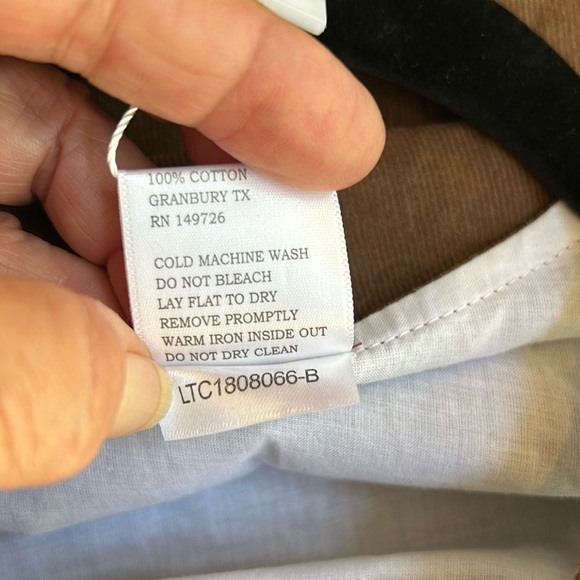 100% COTTON
GRANBURY TX
RN 149726
COLD MACHINE WASH
DO NOT BLEACH
LAY FLAT TO DRY
REMOVE PROMPTLY
WARM IRON INSIDE OUT
DO NOT DRY CLEAN
LTC1808066-B